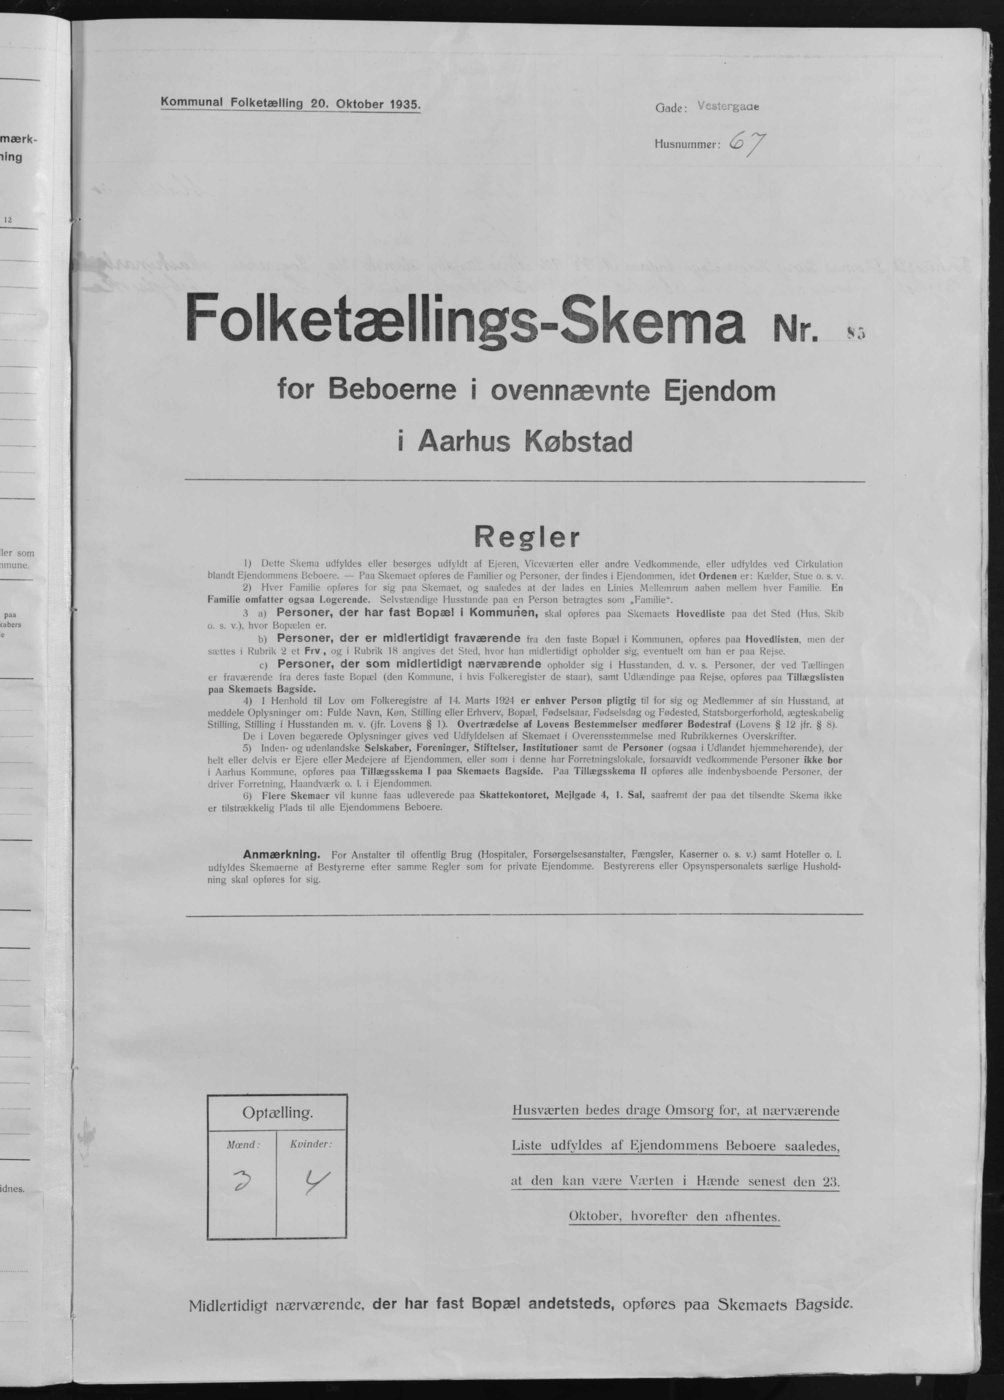 mærk-
ning
12
ller som
mmune.
paa
kabers
e
idnes.
Kommunal Folketælling 20. Oktober 1935.
Gade: Vestergade
Husnummer: 67
Folketællings-Skema Nr. 85
for Beboerne i ovennævnte Ejendom
i Aarhus Købstad
Regler
1) Dette Skema udfyldes eller besørges udfyldt af Ejeren, Viceværten eller andre Vedkommende, eller udfyldes ved Cirkulation
blandt Ejendommens Beboere. — Paa Skemaet opføres de Familier og Personer, der findes i Ejendommen, idet Ordenen er: Kælder, Stue o. s. v.
2) Hver Familie opføres for sig paa Skemaet, og saaledes at der lades en Linies Mellemrum aaben mellem hver Familie. En
Familie omfatter ogsaa Logerende. Selvstændige Husstande paa en Person betragtes som „Familie".
3 a) Personer, der har fast Bopæl i Kommunen, skal opføres paa Skemaets Hovedliste paa det Sted (Hus, Skib
o. s. v.), hvor Bopælen er.
b) Personer, der er midlertidigt fraværende fra den faste Bopæl i Kommunen, opføres paa Hovedlisten, men der
sættes i Rubrik 2 et Frv., og i Rubrik 18 angives det Sted, hvor han midlertidigt opholder sig, eventuelt om han er paa Rejse.
c) Personer, der som midlertidigt nærværende opholder sig i Husstanden, d. v. s. Personer, der ved Tællingen
er fraværende fra deres faste Bopæl (den Kommune, i hvis Folkeregister de staar), samt Udlændinge paa Rejse, opføres paa Tillægslisten
paa Skemaets Bagside.
4) I Henhold til Lov om Folkeregistre af 14. Marts 1924 er enhver Person pligtig til for sig og Medlemmer af sin Husstand, at
meddele Oplysninger om: Fulde Navn, Køn, Stilling eller Erhverv, Bopæl, Fødselsaar, Fødselsdag og Fødested, Statsborgerforhold, ægteskabelig
Stilling, Stilling i Husstanden m. v. (jfr. Lovens § 1). Overtrædelse af Lovens Bestemmelser medfører Bødestraf (Lovens § 12 jfr. § 8).
De i Loven begærede Oplysninger gives ved Udfyldelsen af Skemaet i Overensstemmelse med Rubrikkernes Overskrifter.
5) Inden- og udenlandske Selskaber, Foreninger, Stiftelser, Institutioner samt de Personer (ogsaa i Udlandet hjemmehørende), der
helt eller delvis er Ejere eller Medejere af Ejendommen, eller som i denne har Forretningslokale, forsaavidt vedkommende Personer ikke bor
i Aarhus Kommune, opføres paa Tillægsskema I paa Skemaets Bagside. Paa Tillægsskema II opføres alle indenbysboende Personer, der
driver Forretning, Haandværk o. l. i Ejendommen.
6) Flere Skemaer vil kunne faas udleverede paa Skattekontoret, Mejlgade 4, 1. Sal, saafremt der paa det tilsendte Skema ikke
er tilstrækkelig Plads til alle Ejendommens Beboere.
Anmærkning. For Anstalter til offentlig Brug (Hospitaler, Forsørgelsesanstalter, Fængsler, Kaserner o. s. v.) samt Hoteller o. l.
udfyldes Skemaerne af Bestyrerne efter samme Regler som for private Ejendomme. Bestyrerens eller Opsynspersonalets særlige Hushold-
ning skal opføres for sig.
Optælling.
Mænd: Kvinder:
3 4
Husværten bedes drage Omsorg for, at nærværende
Liste udfyldes af Ejendommens Beboere saaledes,
at den kan være Værten i Hænde senest den 23.
Oktober, hvorefter den afhentes.
Midlertidigt nærværende, der har fast Bopæl andetsteds, opføres paa Skemaets Bagside.